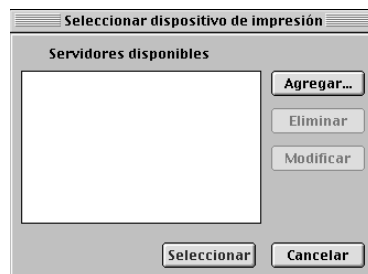 Seleccionar dispositivo de impresión
Servidores disponibles
Agregar...
Eliminar
Modificar
Seleccionar
Cancelar